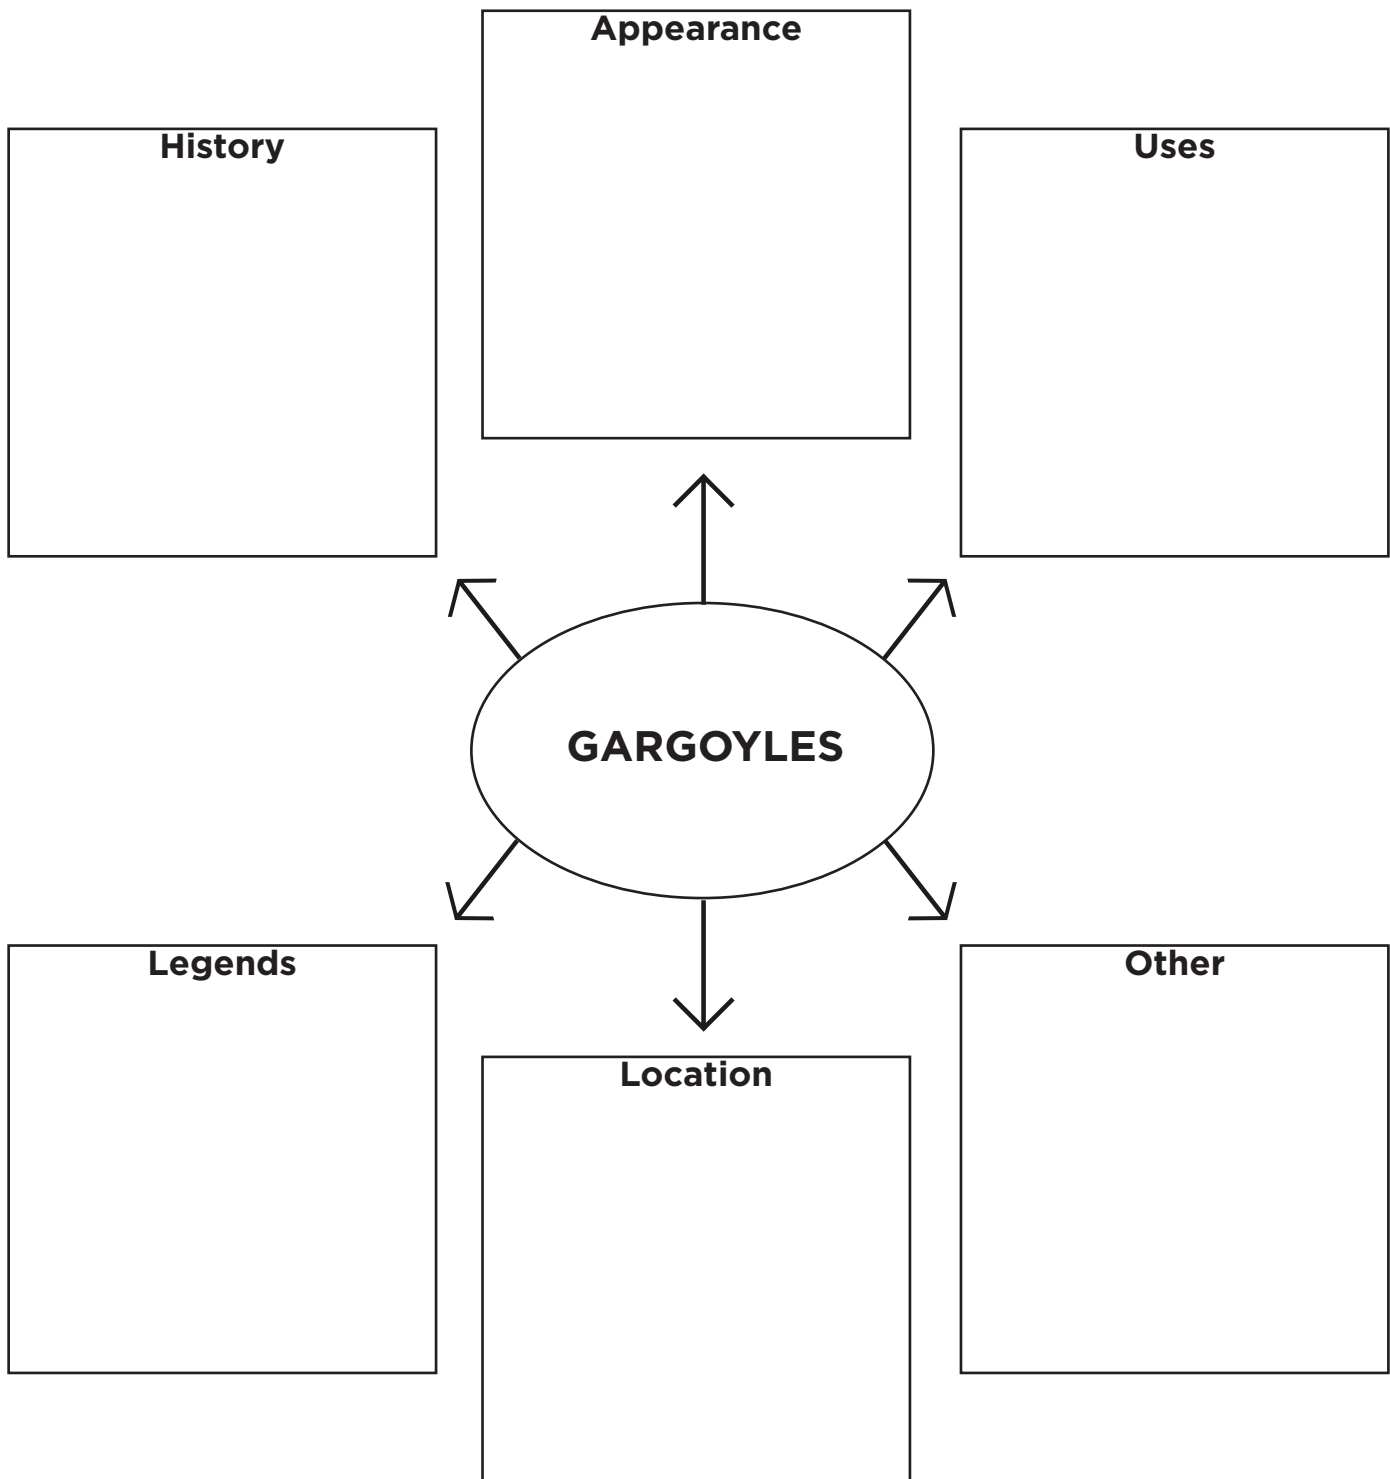 Appearance
History
Uses
GARGOYLES
Legends
Other
Location